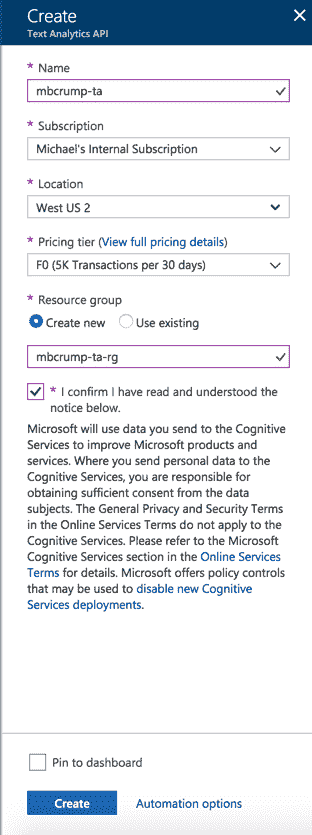 Create
Text Analytics API
* Name
mbcrump-ta
* Subscription
Michael's Internal Subscription
* Location
West US 2
* Pricing tier (View full pricing details)
F0 (5K Transactions per 30 days)
* Resource group
Create new Use existing
mbcrump-ta-rg
* I confirm I have read and understood the
notice below.
Microsoft will use data you send to the Cognitive
Services to improve Microsoft products and
services. Where you send personal data to the
Cognitive Services, you are responsible for
obtaining sufficient consent from the data
subjects. The General Privacy and Security Terms
in the Online Services Terms do not apply to the
Cognitive Services. Please refer to the Microsoft
Cognitive Services section in the Online Services
Terms for details. Microsoft offers policy controls
that may be used to disable new Cognitive
Services deployments.
Pin to dashboard
Create Automation options